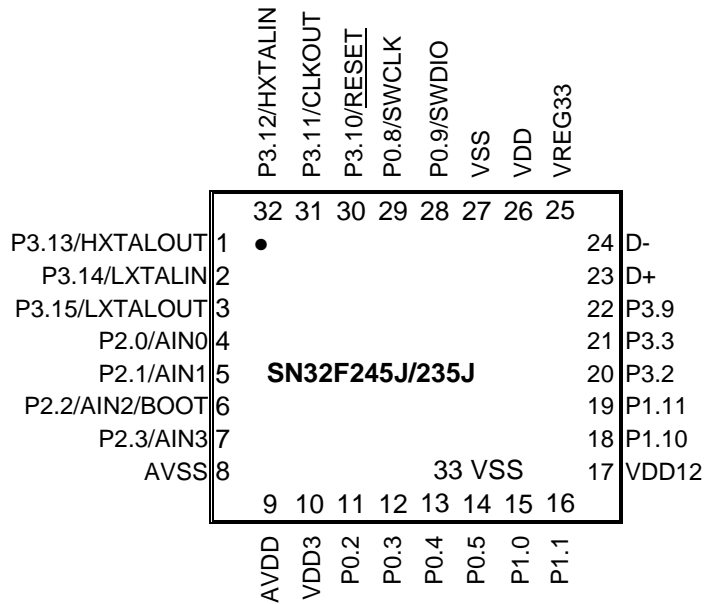 P3.12/HXTALIN
P3.11/CLKOUT
P3.10/RESET
P0.8/SWCLK
P0.9/SWDIO
VSS
VDD
VREG33
32 31 30 29 28 27 26 25
P3.13/HXTALOUT 1 ● 24 D-
P3.14/LXTALIN 2 23 D+
P3.15/LXTALOUT 3 22 P3.9
P2.0/AIN0 4 21 P3.3
P2.1/AIN1 5 SN32F245J/235J 20 P3.2
P2.2/AIN2/BOOT 6 19 P1.11
P2.3/AIN3 7 18 P1.10
AVSS 8 33 VSS 17 VDD12
9 10 11 12 13 14 15 16
AVDD
VDD3
P0.2
P0.3
P0.4
P0.5
P1.0
P1.1